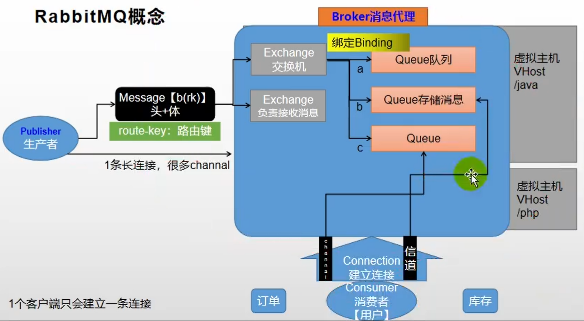 RabbitMQ概念
Broker消息代理
绑定Binding
Exchange
交换机
a
Queue队列
虚拟主机
VHost
/java
Message【b(rk)】
头+体
Exchange
负责接收消息
b
Queue存储消息
route-key：路由键
Publisher
生产者
c
Queue
1条长连接，很多channal
虚拟主机
VHost
/php
channal
信道
Connection
建立连接
订单
Consumer
消费者
【用户】
库存
1个客户端只会建立一条连接